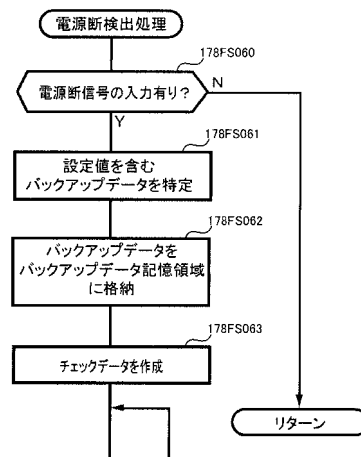 電源断検出処理
178FS060
電源断信号の入力有り？
N
Y
178FS061
設定値を含む
バックアップデータを特定
178FS062
バックアップデータを
バックアップデータ記憶領域
に格納
178FS063
チェックデータを作成
リターン